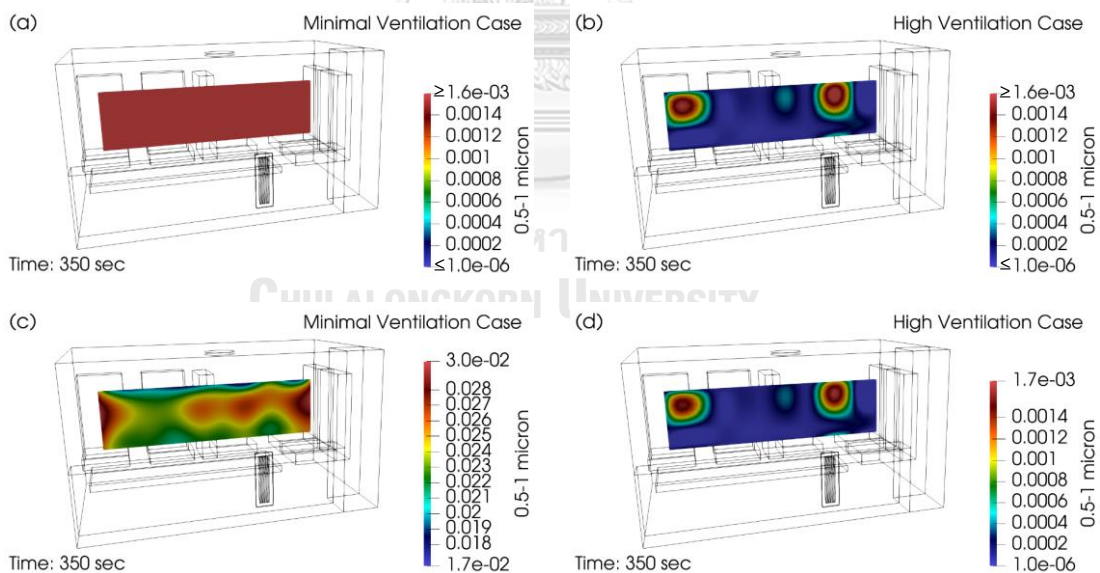 (a)
Minimal Ventilation Case
≥1.6e-03
0.0014
0.0012
0.001
0.0008
0.0006
0.0004
0.0002
≤1.0e-06
0.5-1 micron
Time: 350 sec
(b)
High Ventilation Case
≥1.6e-03
0.0014
0.0012
0.001
0.0008
0.0006
0.0004
0.0002
≤1.0e-06
0.5-1 micron
Time: 350 sec
CHULALONGKORN UNIVERSITY
(c)
Minimal Ventilation Case
3.0e-02
0.028
0.027
0.026
0.025
0.024
0.023
0.022
0.021
0.02
0.019
0.018
1.7e-02
0.5-1 micron
Time: 350 sec
(d)
High Ventilation Case
1.7e-03
0.0014
0.0012
0.001
0.0008
0.0006
0.0004
0.0002
1.0e-06
0.5-1 micron
Time: 350 sec